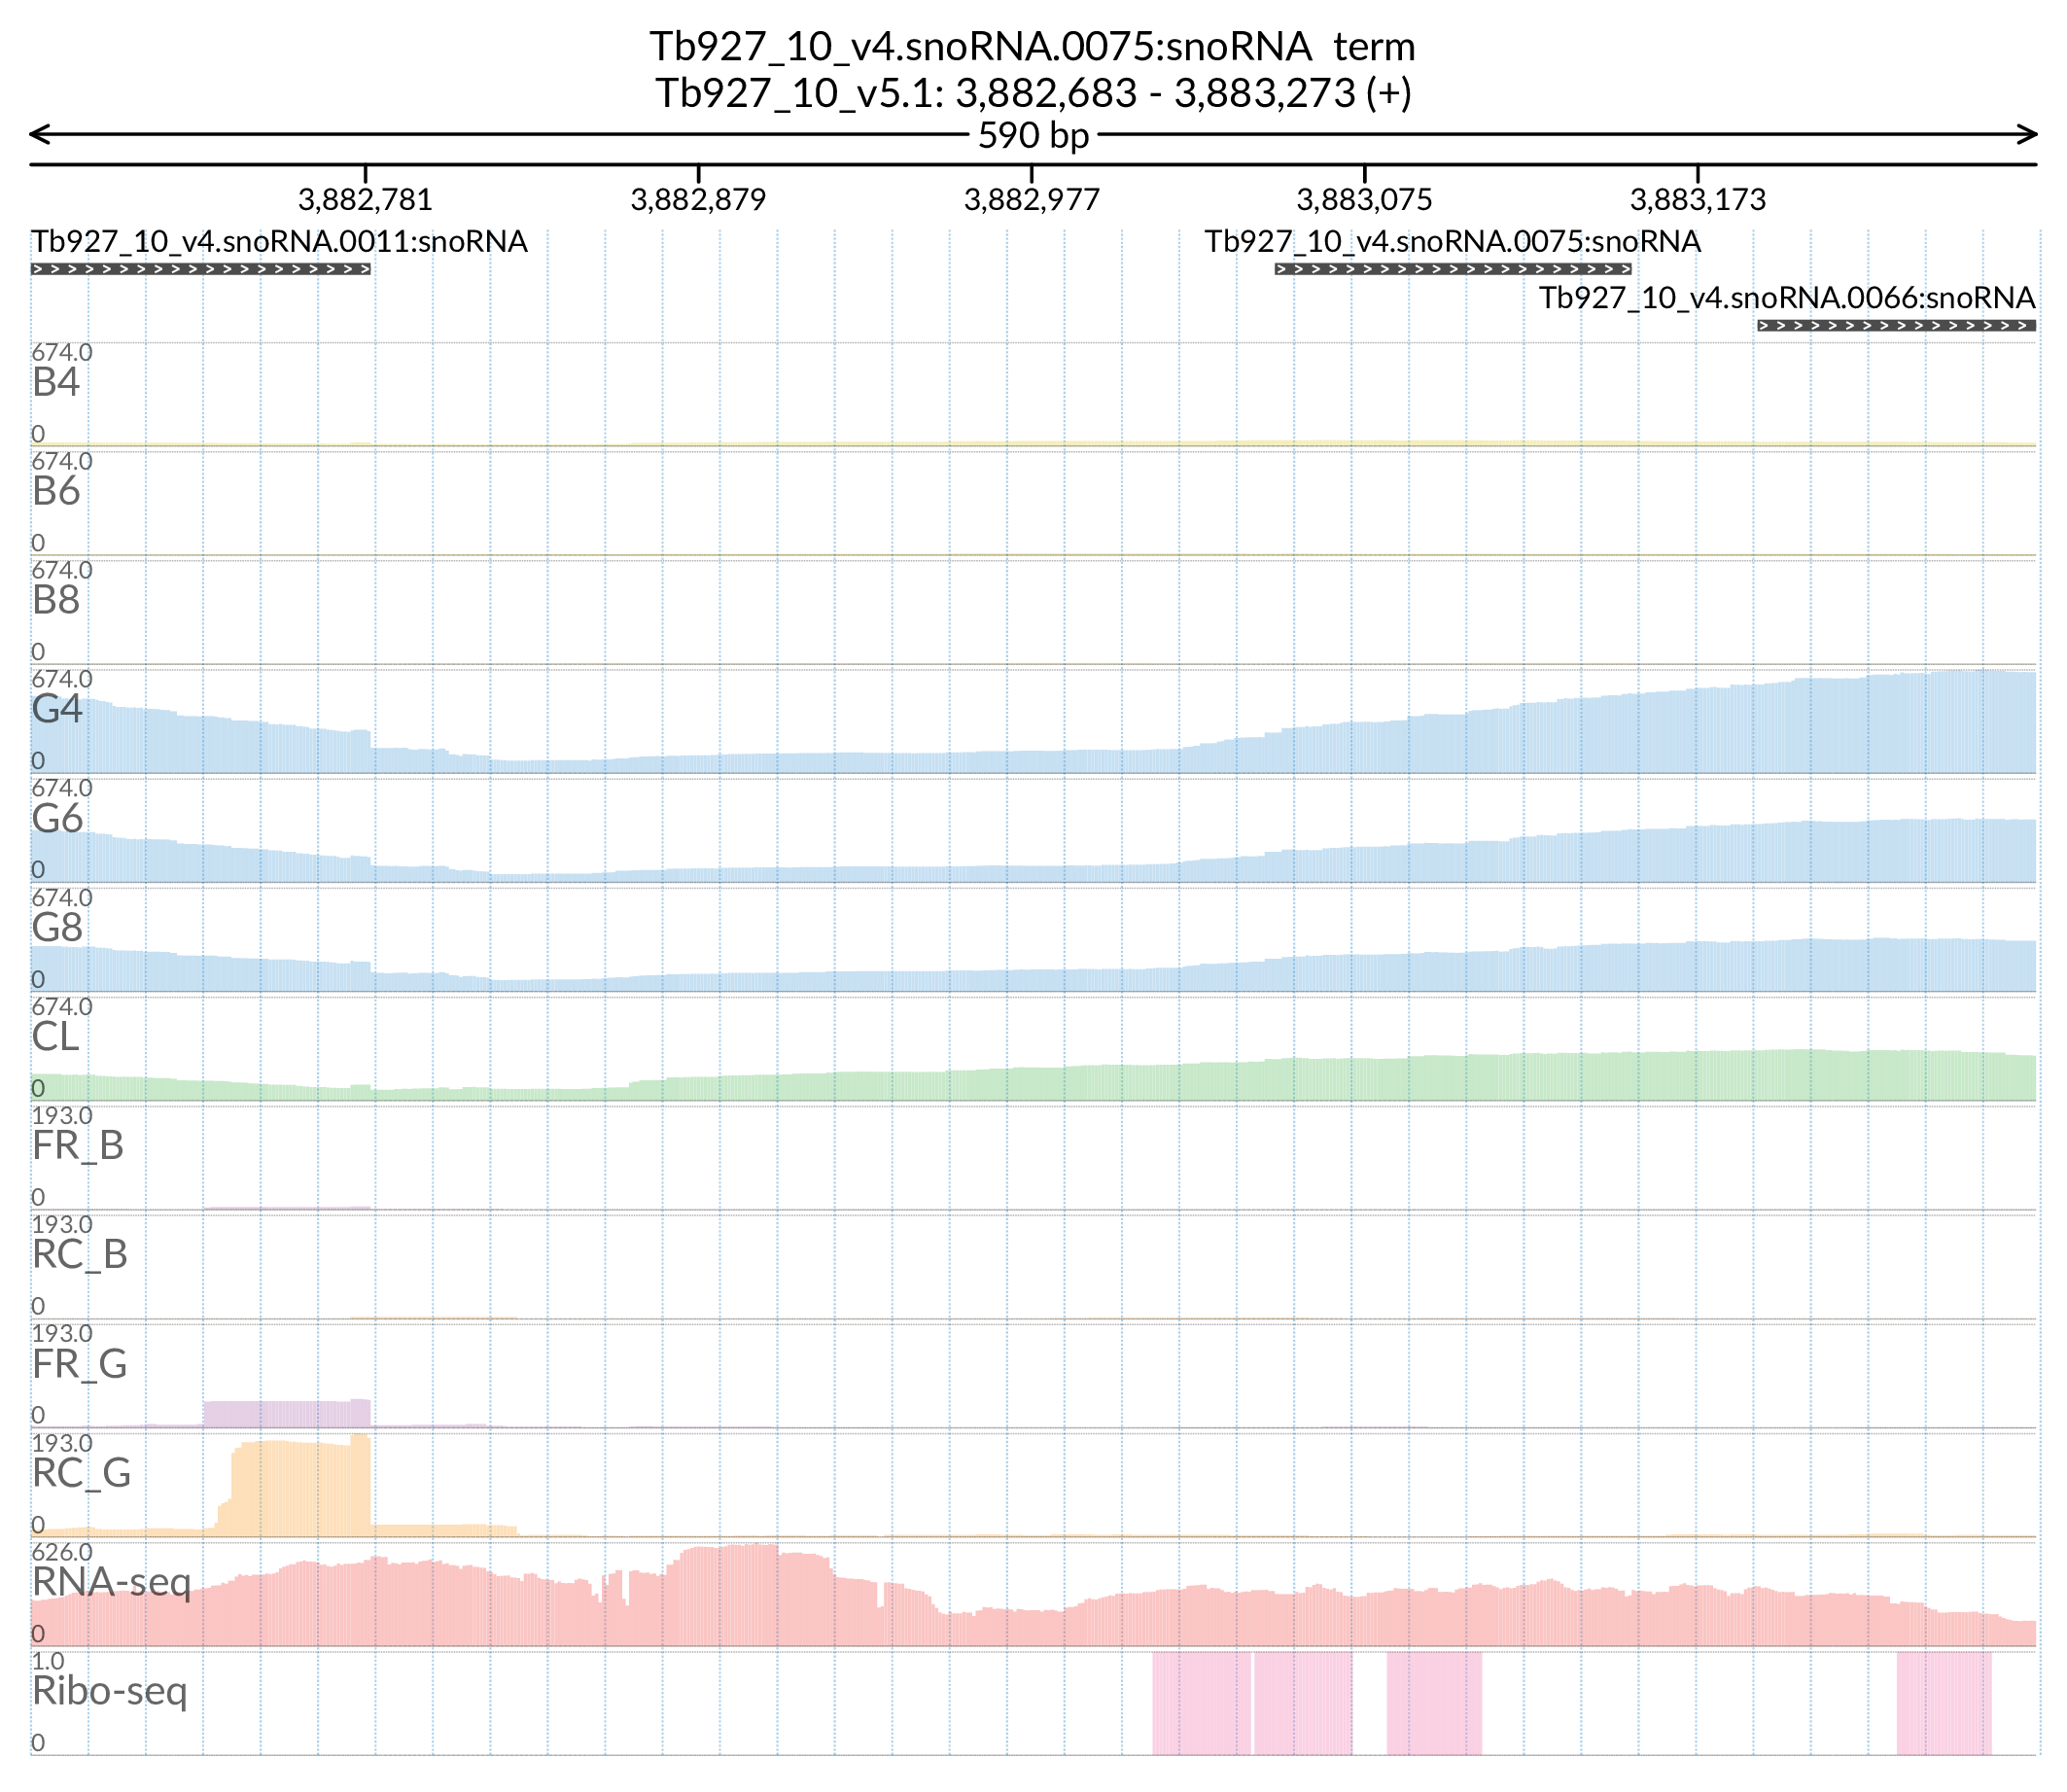 Tb927_10_v4.snoRNA.0075:snoRNA term
Tb927_10_v5.1: 3,882,683 - 3,883,273 (+)
590 bp
3,882,781 3,882,879 3,882,977 3,883,075 3,883,173
Tb927_10_v4.snoRNA.0011:snoRNA Tb927_10_v4.snoRNA.0075:snoRNA
Tb927_10_v4.snoRNA.0066:snoRNA
674.0
B4
0
674.0
B6
0
674.0
B8
0
674.0
G4
0
674.0
G6
0
674.0
G8
0
674.0
CL
0
193.0
FR_B
0
193.0
RC_B
0
193.0
FR_G
0
193.0
RC_G
0
626.0
RNA-seq
0
1.0
Ribo-seq
0